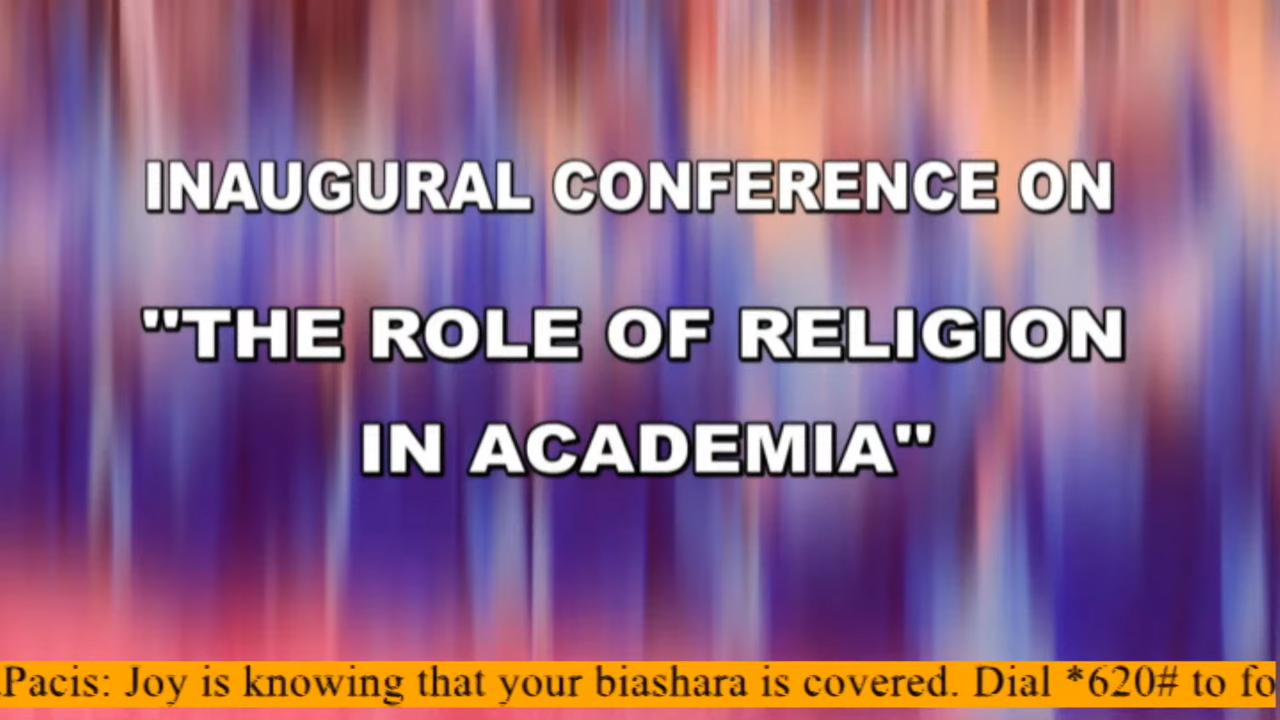 INAUGURAL CONFERENCE ON
"THE ROLE OF RELIGION
IN ACADEMIA"
Pacis: Joy is knowing that your biashara is covered. Dial *620# to fo